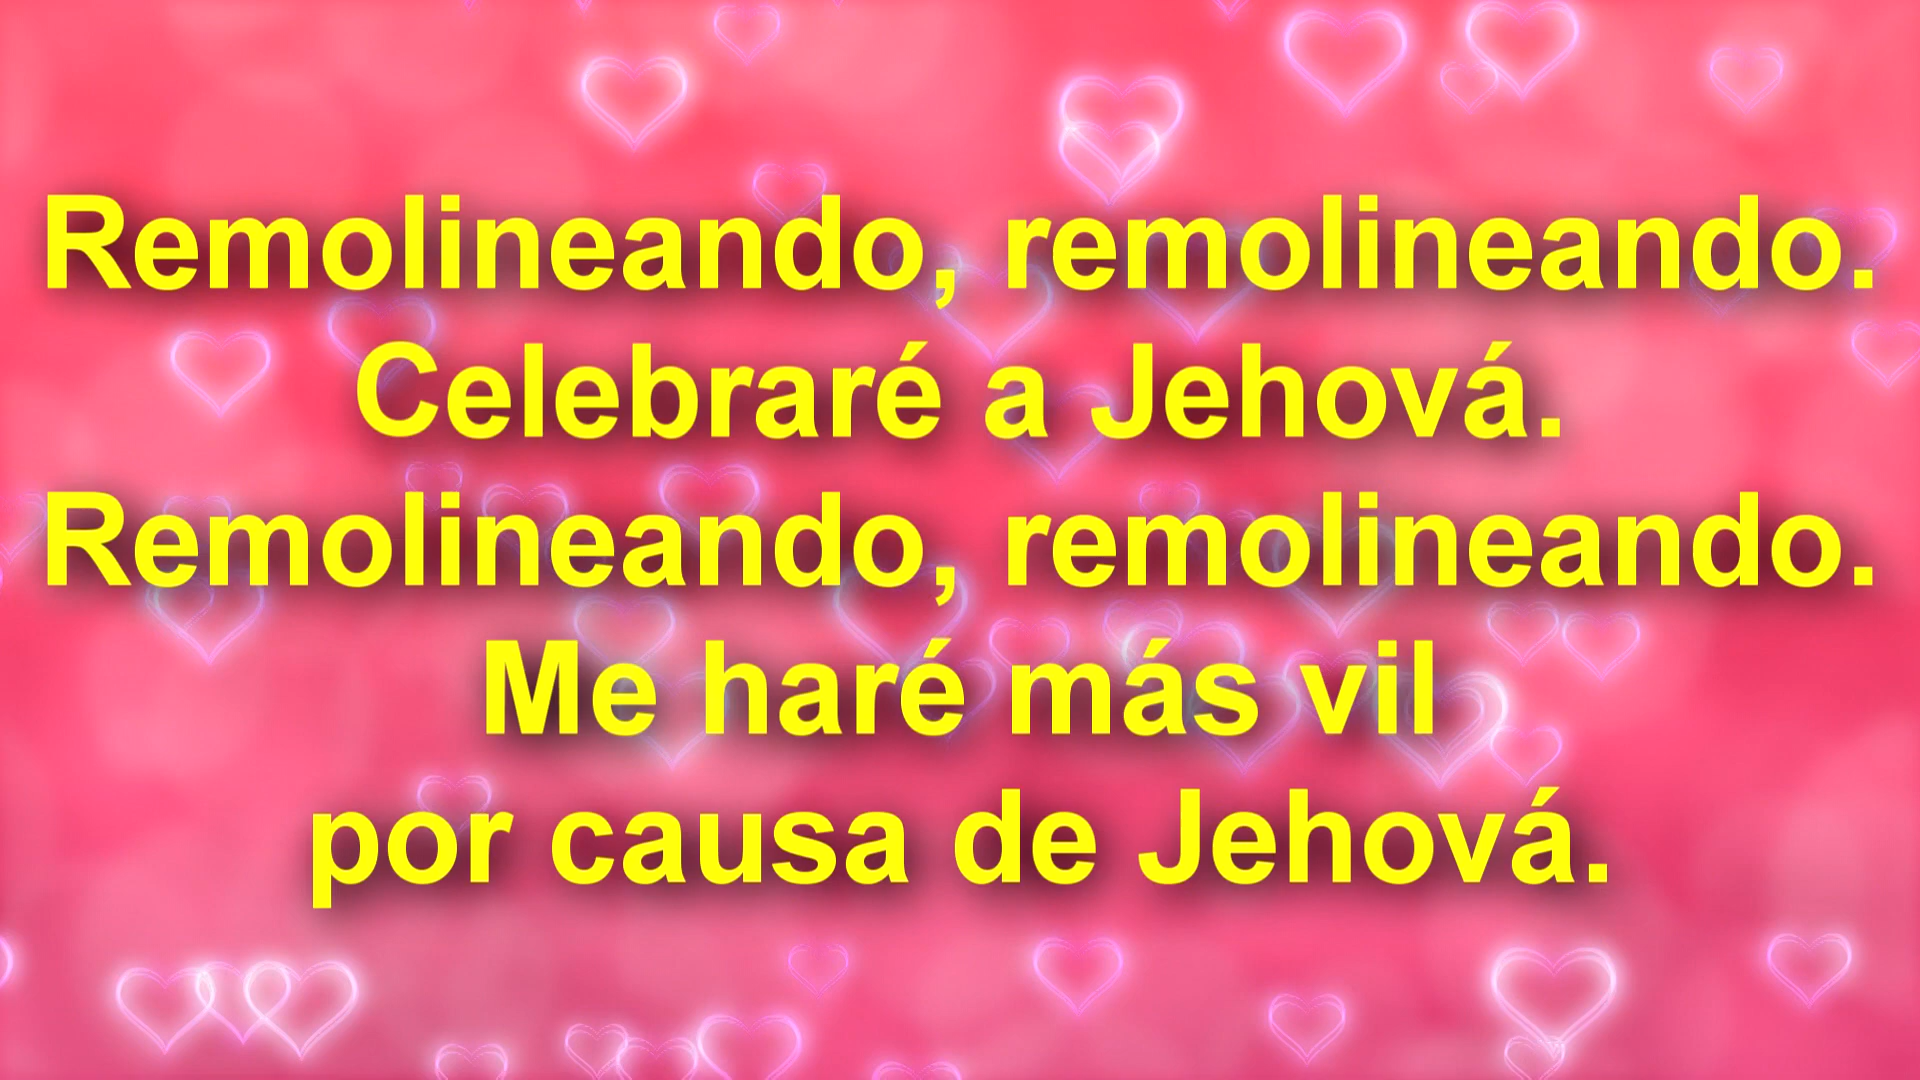 Remolineando, remolineando.
Celebraré a Jehová.
Remolineando, remolineando.
Me haré más vil
por causa de Jehová.